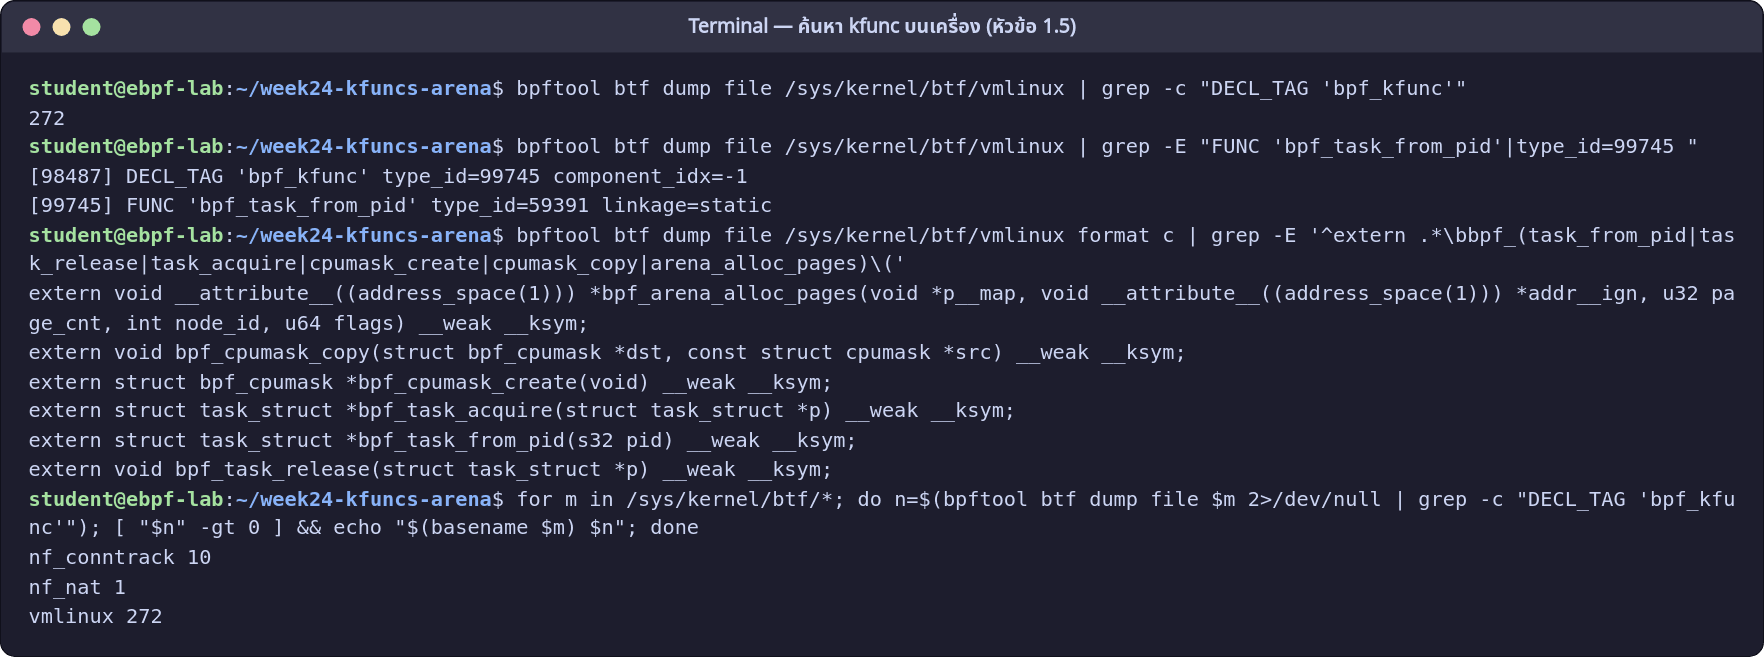 Terminal — ค้นหา kfunc บนเครื่อง (หัวข้อ 1.5)
student@ebpf-lab:~/week24-kfuncs-arena$ bpftool btf dump file /sys/kernel/btf/vmlinux | grep -c "DECL_TAG 'bpf_kfunc'"
272
student@ebpf-lab:~/week24-kfuncs-arena$ bpftool btf dump file /sys/kernel/btf/vmlinux | grep -E "FUNC 'bpf_task_from_pid'|type_id=99745 "
[98487] DECL_TAG 'bpf_kfunc' type_id=99745 component_idx=-1
[99745] FUNC 'bpf_task_from_pid' type_id=59391 linkage=static
student@ebpf-lab:~/week24-kfuncs-arena$ bpftool btf dump file /sys/kernel/btf/vmlinux format c | grep -E '^extern .*\bbpf_(task_from_pid|tas
k_release|task_acquire|cpumask_create|cpumask_copy|arena_alloc_pages)\('
extern void __attribute__((address_space(1))) *bpf_arena_alloc_pages(void *p__map, void __attribute__((address_space(1))) *addr__ign, u32 pa
ge_cnt, int node_id, u64 flags) __weak __ksym;
extern void bpf_cpumask_copy(struct bpf_cpumask *dst, const struct cpumask *src) __weak __ksym;
extern struct bpf_cpumask *bpf_cpumask_create(void) __weak __ksym;
extern struct task_struct *bpf_task_acquire(struct task_struct *p) __weak __ksym;
extern struct task_struct *bpf_task_from_pid(s32 pid) __weak __ksym;
extern void bpf_task_release(struct task_struct *p) __weak __ksym;
student@ebpf-lab:~/week24-kfuncs-arena$ for m in /sys/kernel/btf/*; do n=$(bpftool btf dump file $m 2>/dev/null | grep -c "DECL_TAG 'bpf_kfu
nc'"); [ "$n" -gt 0 ] && echo "$(basename $m) $n"; done
nf_conntrack 10
nf_nat 1
vmlinux 272